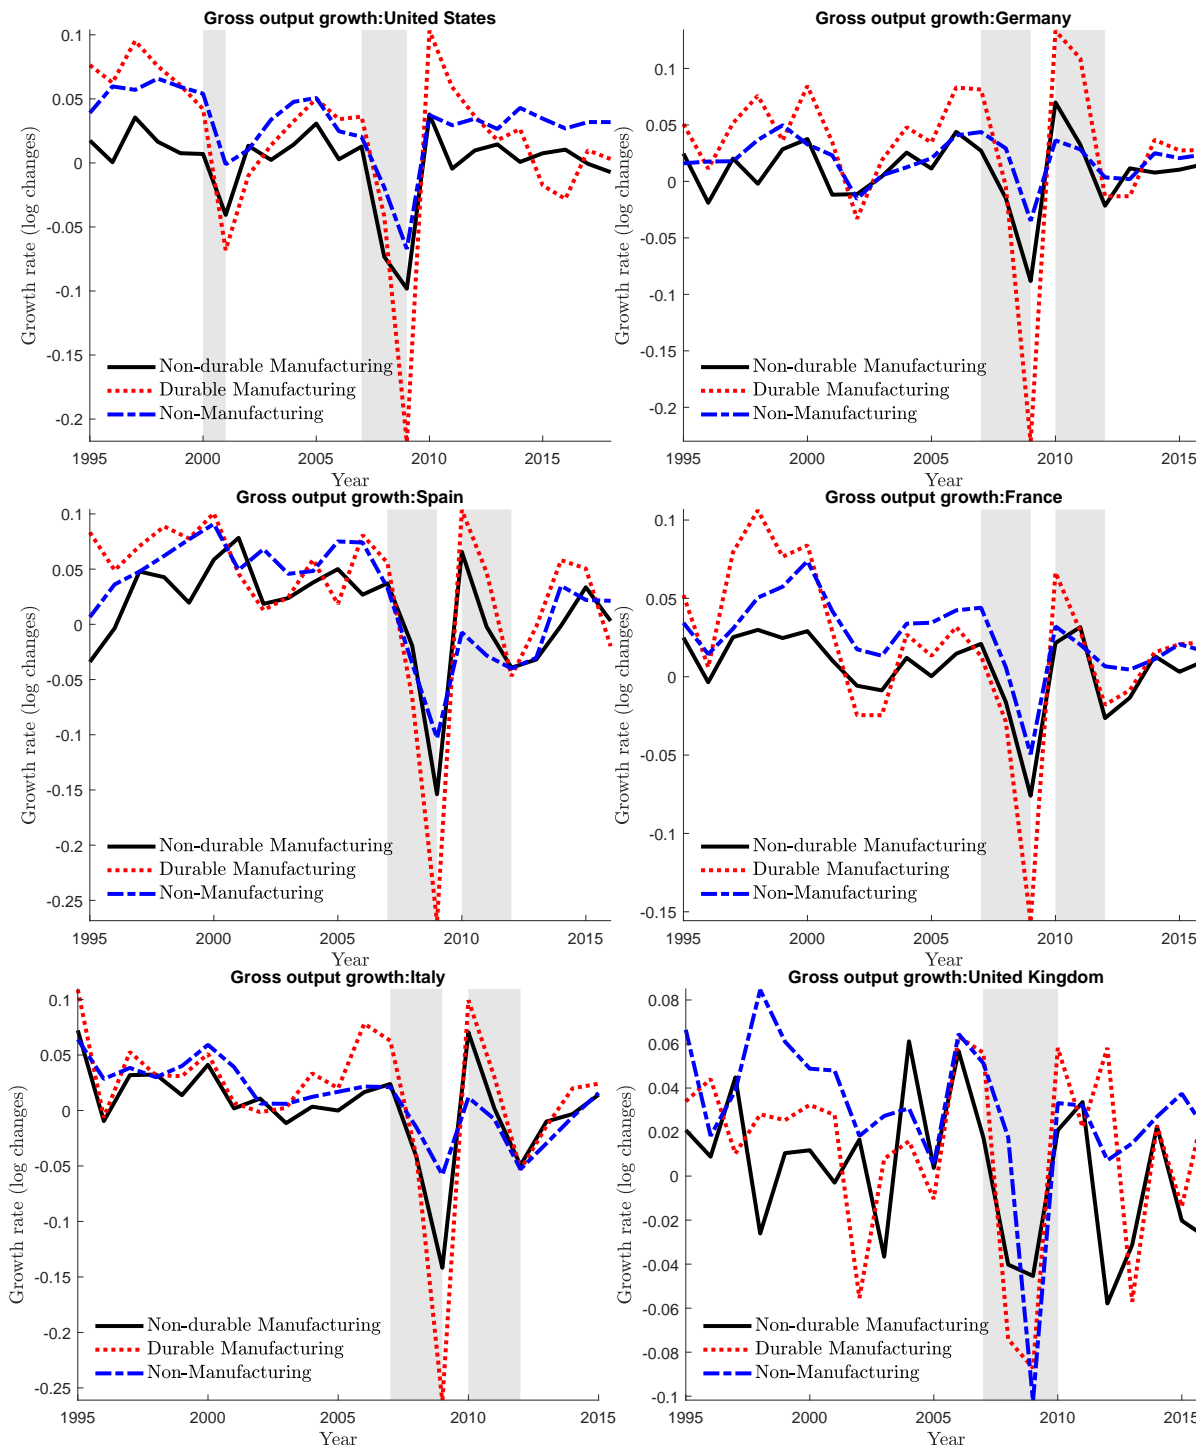 Gross output growth:United States
Growth rate (log changes)
0.1
0.05
0
-0.05
-0.1
-0.15
-0.2
Non-durable Manufacturing
Durable Manufacturing
Non-Manufacturing
1995 2000 2005 2010 2015
Year
Gross output growth:Germany
Growth rate (log changes)
0.1
0.05
0
-0.05
-0.1
-0.15
-0.2
Non-durable Manufacturing
Durable Manufacturing
Non-Manufacturing
1995 2000 2005 2010 2015
Year
Gross output growth:Spain
Growth rate (log changes)
0.1
0.05
0
-0.05
-0.1
-0.15
-0.2
-0.25
Non-durable Manufacturing
Durable Manufacturing
Non-Manufacturing
1995 2000 2005 2010 2015
Year
Gross output growth:France
Growth rate (log changes)
0.1
0.05
0
-0.05
-0.1
-0.15
Non-durable Manufacturing
Durable Manufacturing
Non-Manufacturing
1995 2000 2005 2010 2015
Year
Gross output growth:Italy
Growth rate (log changes)
0.1
0.05
0
-0.05
-0.1
-0.15
-0.2
-0.25
Non-durable Manufacturing
Durable Manufacturing
Non-Manufacturing
1995 2000 2005 2010 2015
Year
Gross output growth:United Kingdom
Growth rate (log changes)
0.08
0.06
0.04
0.02
0
-0.02
-0.04
-0.06
-0.08
-0.1
Non-durable Manufacturing
Durable Manufacturing
Non-Manufacturing
1995 2000 2005 2010 2015
Year